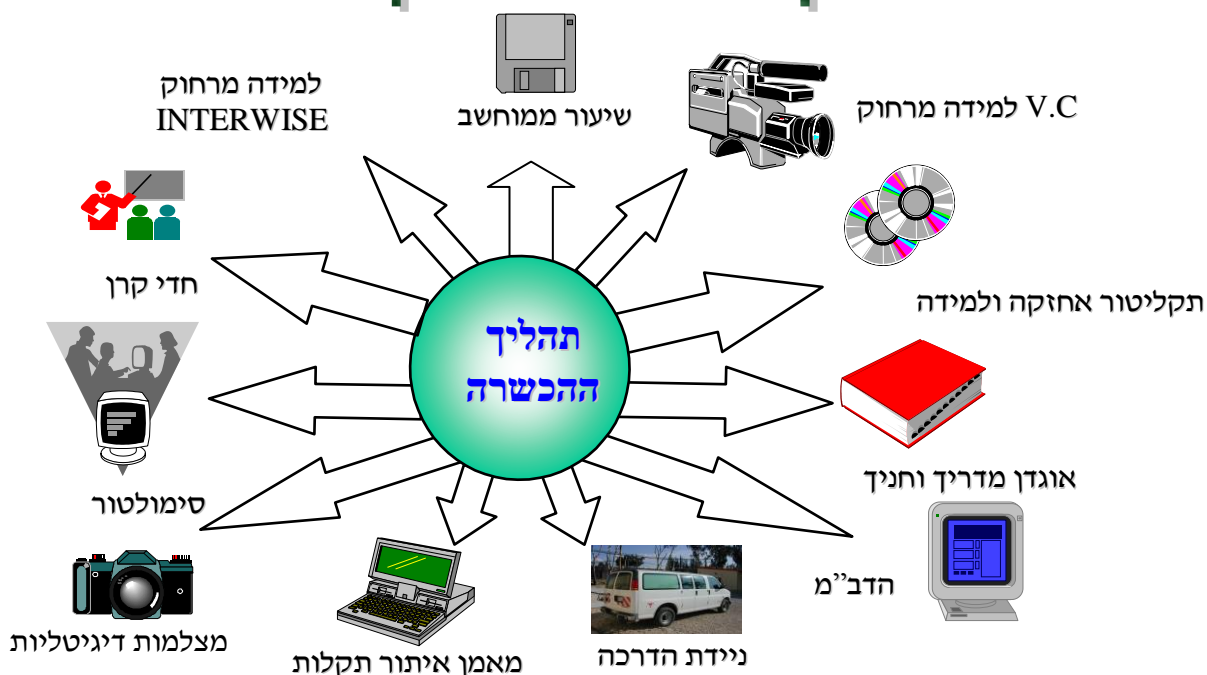 למידה מרחוק
INTERWISE
שיעור ממוחשב
V.C למידה מרחוק
חדי קרן
תקליטור אחזקה ולמידה
תהליך
ההכשרה
סימולטור
אוגדן מדריך וחניך
הדב''מ
מצלמות דיגיטליות
מאמן איתור תקלות
ניידת הדרכה